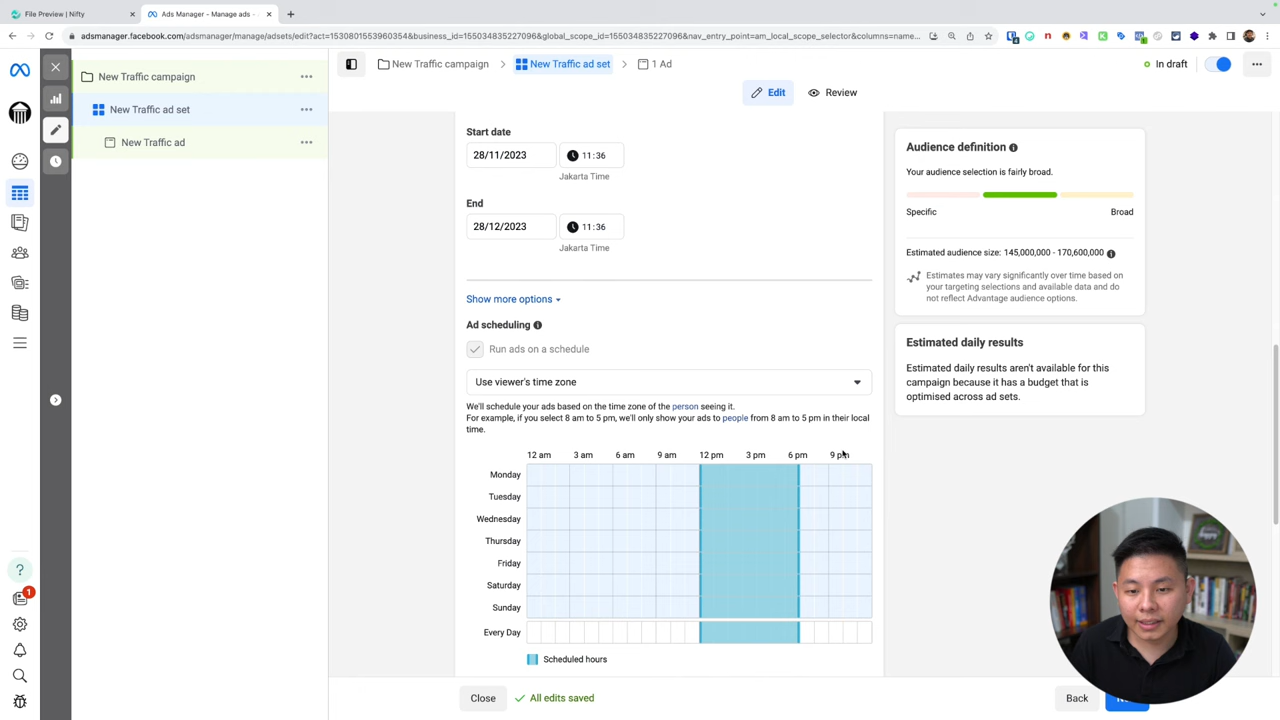 File Preview | Nifty
Ads Manager - Manage ads -
adsmanager.facebook.com/adsmanager/manage/adsets/edit?act=1530801553960354&business_id=155034835227096&global_scope_id=155034835227096&nav_entry_point=am_local_scope_selector&columns=name...
New Traffic campaign
New Traffic ad set
1 Ad
In draft
New Traffic campaign
New Traffic ad set
New Traffic ad
Edit
Review
Start date
28/11/2023
11:36
Jakarta Time
End
28/12/2023
11:36
Jakarta Time
Show more options
Ad scheduling
Run ads on a schedule
Use viewer's time zone
We'll schedule your ads based on the time zone of the person seeing it.
For example, if you select 8 am to 5 pm, we'll only show your ads to people from 8 am to 5 pm in their local
time.
12 am 3 am 6 am 9 am 12 pm 3 pm 6 pm 9 pm
Monday
Tuesday
Wednesday
Thursday
Friday
Saturday
Sunday
Every Day
Scheduled hours
Audience definition
Your audience selection is fairly broad.
Specific
Broad
Estimated audience size: 145,000,000 - 170,600,000
Estimates may vary significantly over time based on
your targeting selections and available data and do
not reflect Advantage audience options.
Estimated daily results
Estimated daily results aren't available for this
campaign because it has a budget that is
optimised across ad sets.
1
Close
All edits saved
Back